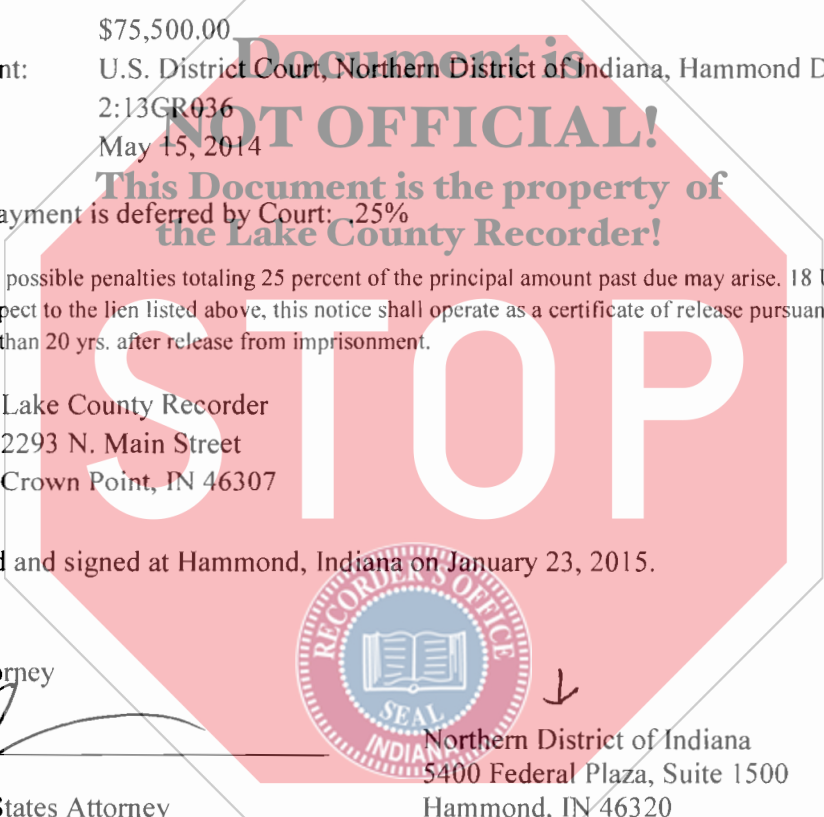 $75,500.00
Document is
nt: U.S. District Court, Northern District of Indiana, Hammond D
2:13GR036
NOT OFFICIAL!
May 15, 2014
This Document is the property of
ayment is deferred by Court: .25%
the Lake County Recorder!
possible penalties totaling 25 percent of the principal amount past due may arise. 18 U
pect to the lien listed above, this notice shall operate as a certificate of release pursuan
than 20 yrs. after release from imprisonment.
STOP
Lake County Recorder
2293 N. Main Street
Crown Point, IN 46307
d and signed at Hammond, Indiana on January 23, 2015.
RECORDER'S OFFICE
SEAL
INDIANA
orney
Northern District of Indiana
5400 Federal Plaza, Suite 1500
States Attorney Hammond, IN 46320